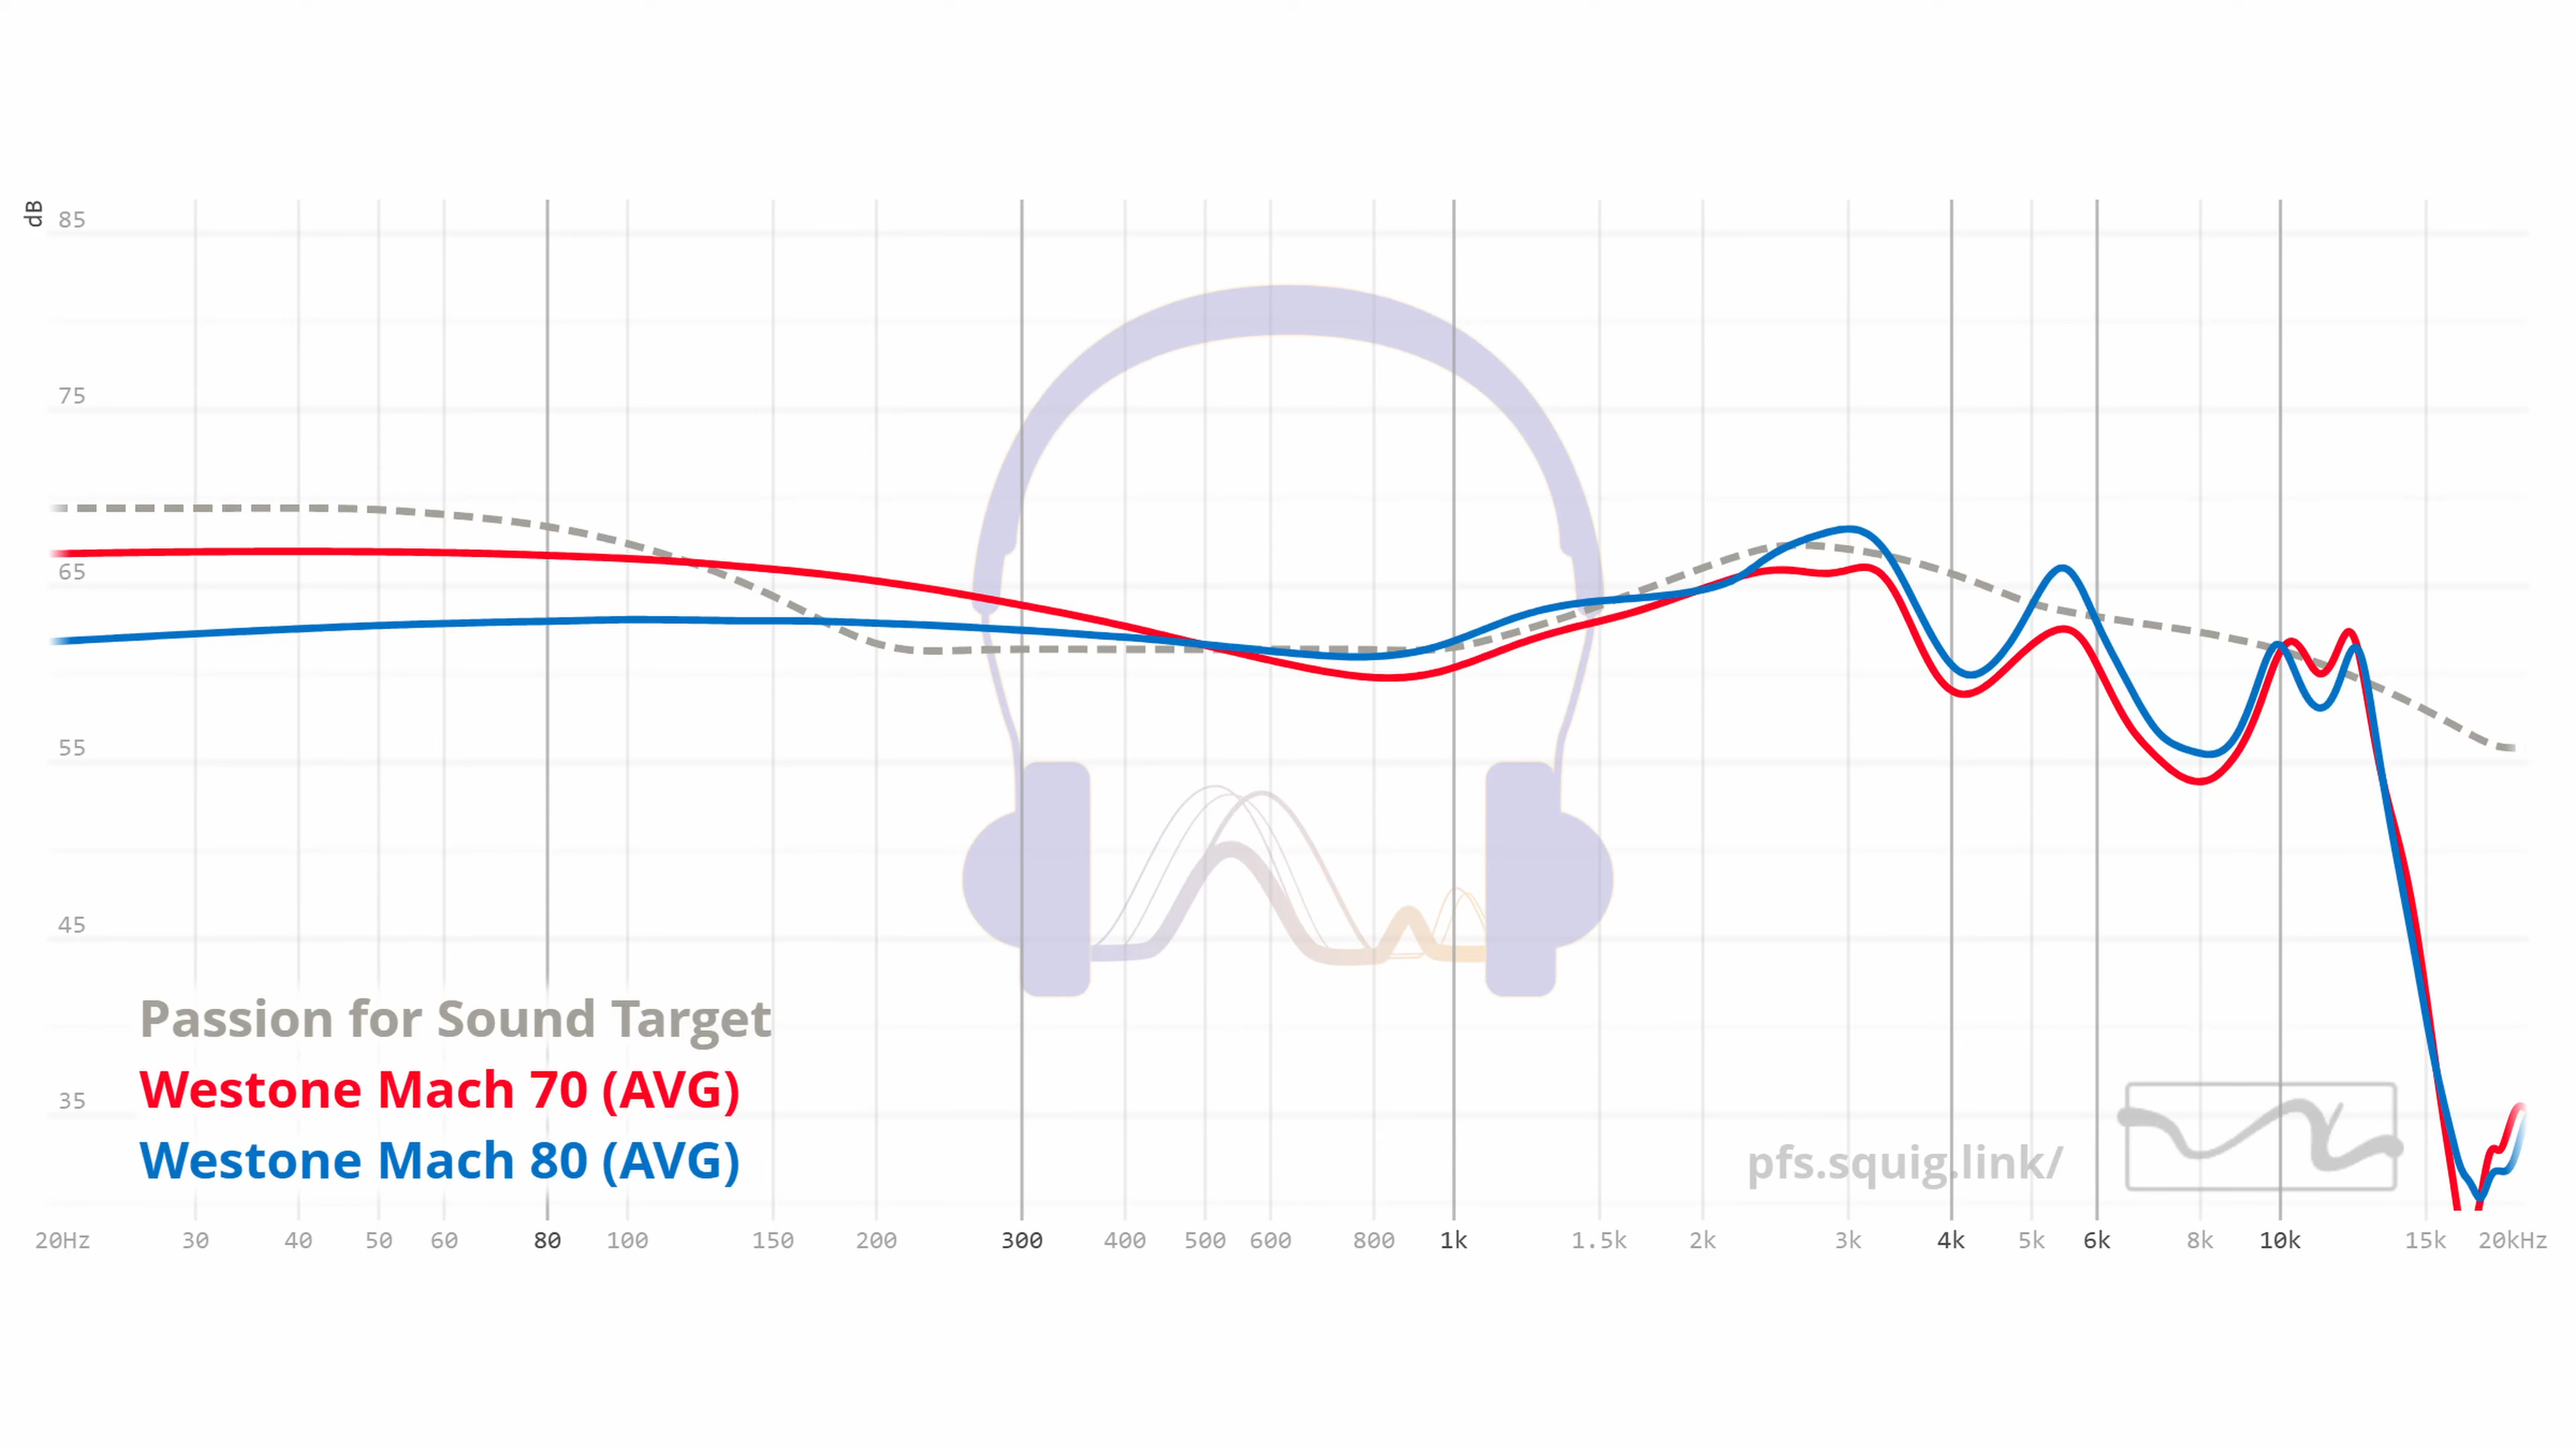 dB
85
75
65
55
45
35
Passion for Sound Target
Westone Mach 70 (AVG)
Westone Mach 80 (AVG)
pfs.squig.link/
20Hz 30 40 50 60 80 100 150 200 300 400 500 600 800 1k 1.5k 2k 3k 4k 5k 6k 8k 10k 15k 20kHz